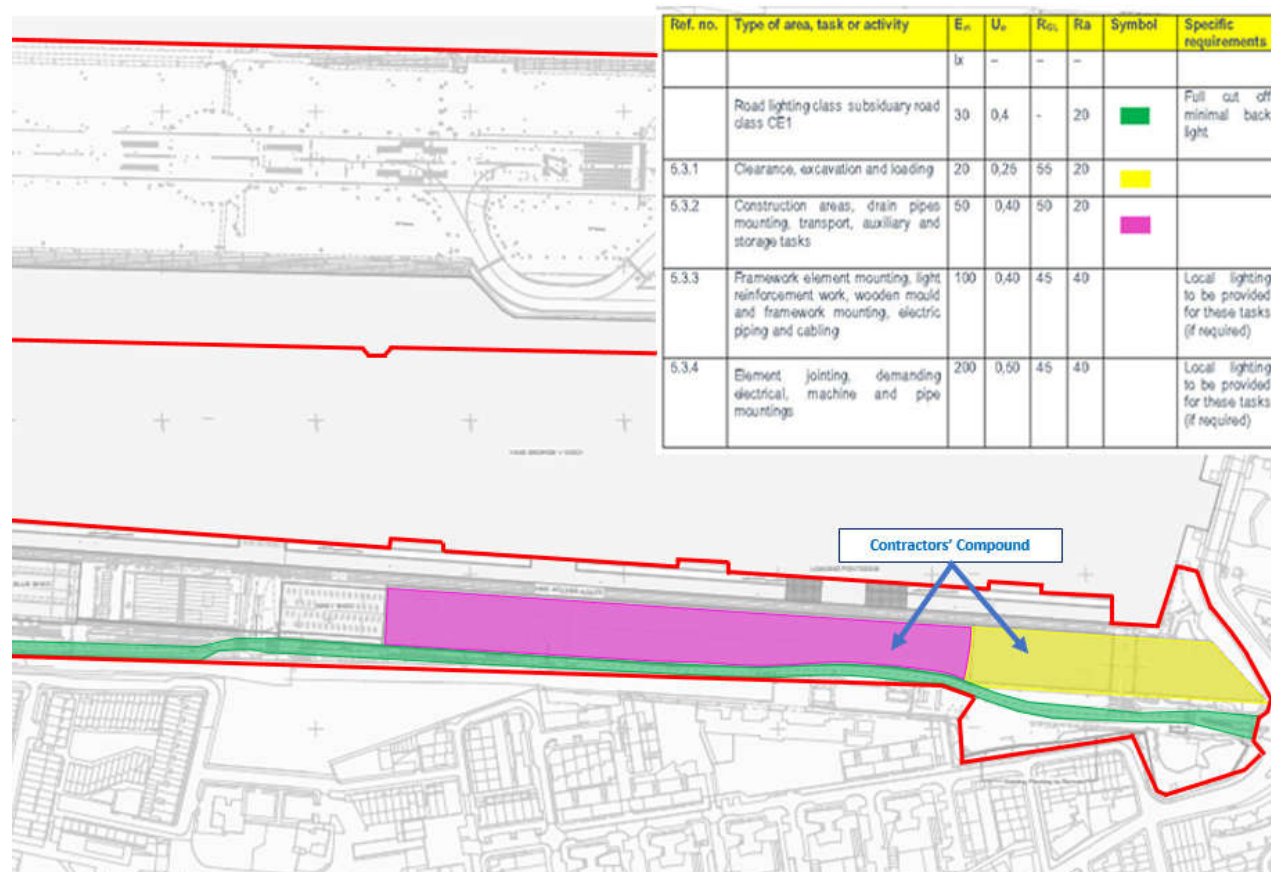 Ref. no. Type of area, task or activity Em Uo RGL Ra Symbol Specific
requirements
lx – – –
Road lighting class subsiduary road
class CE1
30 0,4 - 20
Full cut off
minimal back
light
5.3.1 Clearance, excavation and loading 20 0,25 55 20
5.3.2 Construction areas, drain pipes
mounting, transport, auxiliary and
storage tasks
50 0,40 50 20
5.3.3 Framework element mounting, light
reinforcement work, wooden mould
and framework mounting, electric
piping and cabling
100 0,40 45 40
Local lighting
to be provided
for these tasks
(if required)
5.3.4 Element jointing, demanding
electrical, machine and pipe
mountings
200 0,50 45 40
Local lighting
to be provided
for these tasks
(if required)
27
KING GEORGE V DOCK
Contractors' Compound